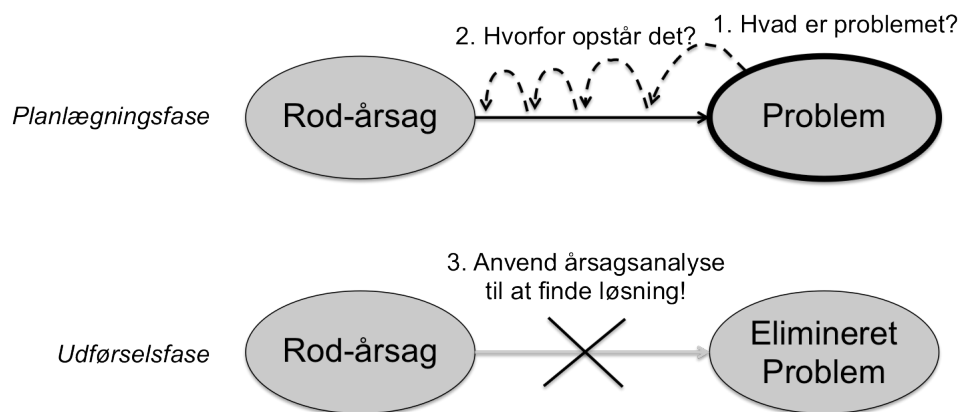 1. Hvad er problemet?
2. Hvorfor opstår det?
Planlægningsfase
Rod-årsag
Problem
3. Anvend årsagsanalyse
til at finde løsning!
Udførselsfase
Rod-årsag
Elimineret
Problem